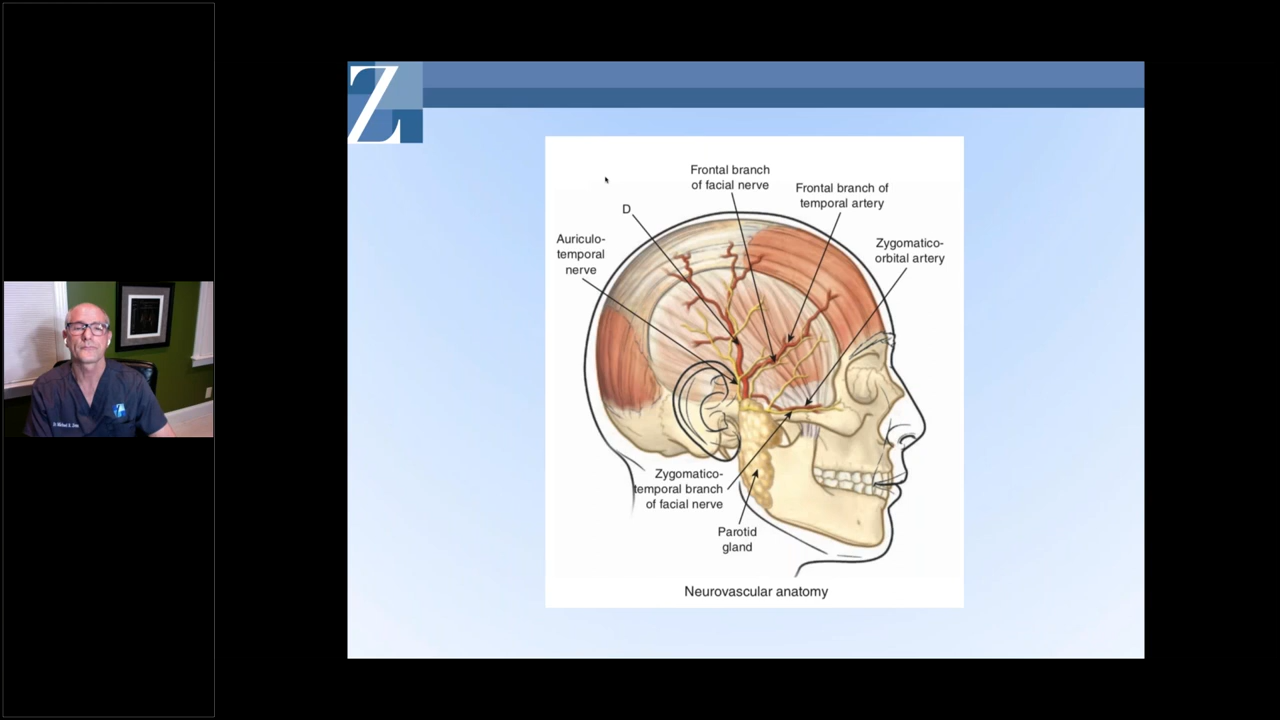 Z
Frontal branch
of facial nerve
Frontal branch of
temporal artery
D
Auriculo-
temporal
nerve
Zygomatico-
orbital artery
Zygomatico-
temporal branch
of facial nerve
Parotid
gland
Neurovascular anatomy